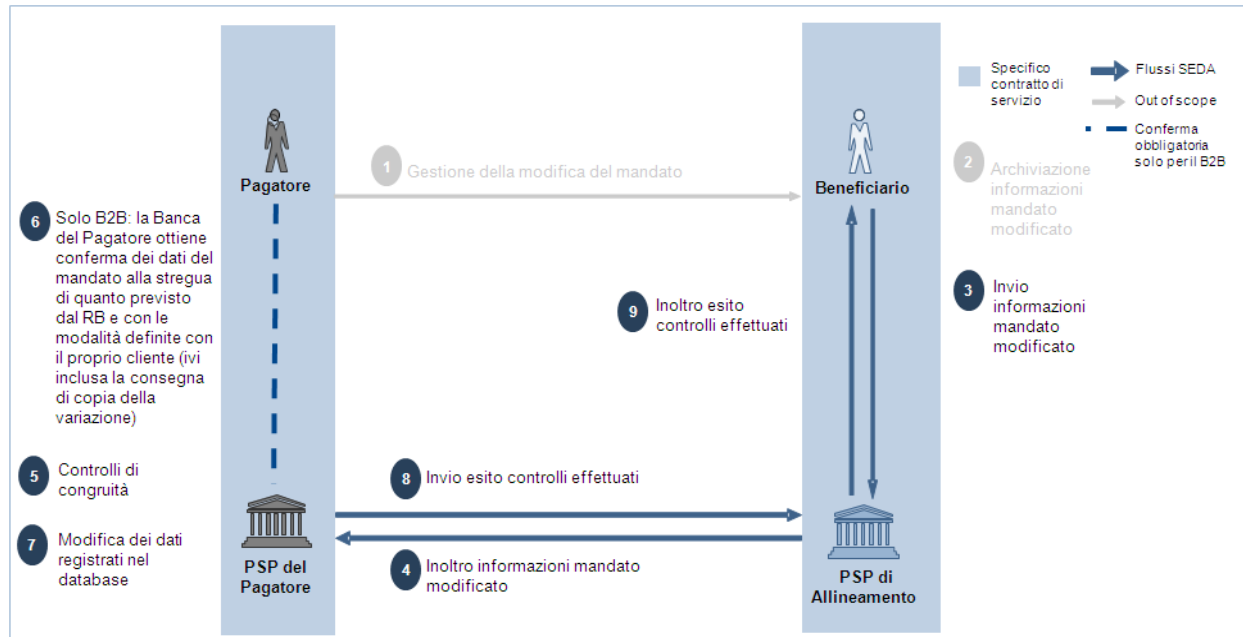 Specifico
contratto di
servizio
Flussi SEDA
Out of scope
Conferma
obbligatoria
solo per il B2B
Pagatore
1 Gestione della modifica del mandato
Beneficiario
2 Archiviazione
informazioni
mandato
modificato
6 Solo B2B: la Banca
del Pagatore ottiene
conferma dei dati del
mandato alla stregua
di quanto previsto
dal RB e con le
modalità definite con
il proprio cliente (ivi
inclusa la consegna
di copia della
variazione)
9 Inoltro esito
controlli effettuati
3 Invio
informazioni
mandato
modificato
5 Controlli di
congruità
8 Invio esito controlli effettuati
7 Modifica dei dati
registrati nel
database
PSP del
Pagatore
4 Inoltro informazioni mandato
modificato
PSP di
Allineamento